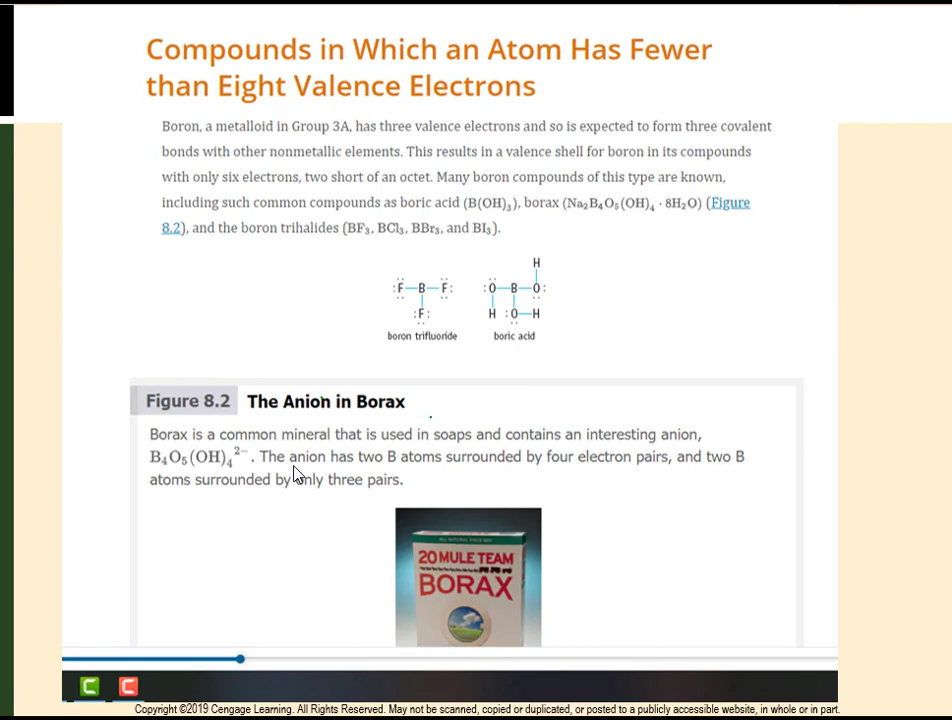 Compounds in Which an Atom Has Fewer
than Eight Valence Electrons
Boron, a metalloid in Group 3A, has three valence electrons and so is expected to form three covalent
bonds with other nonmetallic elements. This results in a valence shell for boron in its compounds
with only six electrons, two short of an octet. Many boron compounds of this type are known,
including such common compounds as boric acid (B(OH)₃), borax (Na₂B₄O₅(OH)₄ · 8H₂O) (Figure
8.2), and the boron trihalides (BF₃, BCl₃, BBr₃, and BI₃).
H
:F—B—F: :O—B—O:
:F: H :O—H
boron trifluoride boric acid
Figure 8.2 The Anion in Borax
Borax is a common mineral that is used in soaps and contains an interesting anion,
B₄O₅(OH)₄²⁻. The anion has two B atoms surrounded by four electron pairs, and two B
atoms surrounded by only three pairs.
20 MULE TEAM
BORAX
Copyright ©2019 Cengage Learning. All Rights Reserved. May not be scanned, copied or duplicated, or posted to a publicly accessible website, in whole or in part.